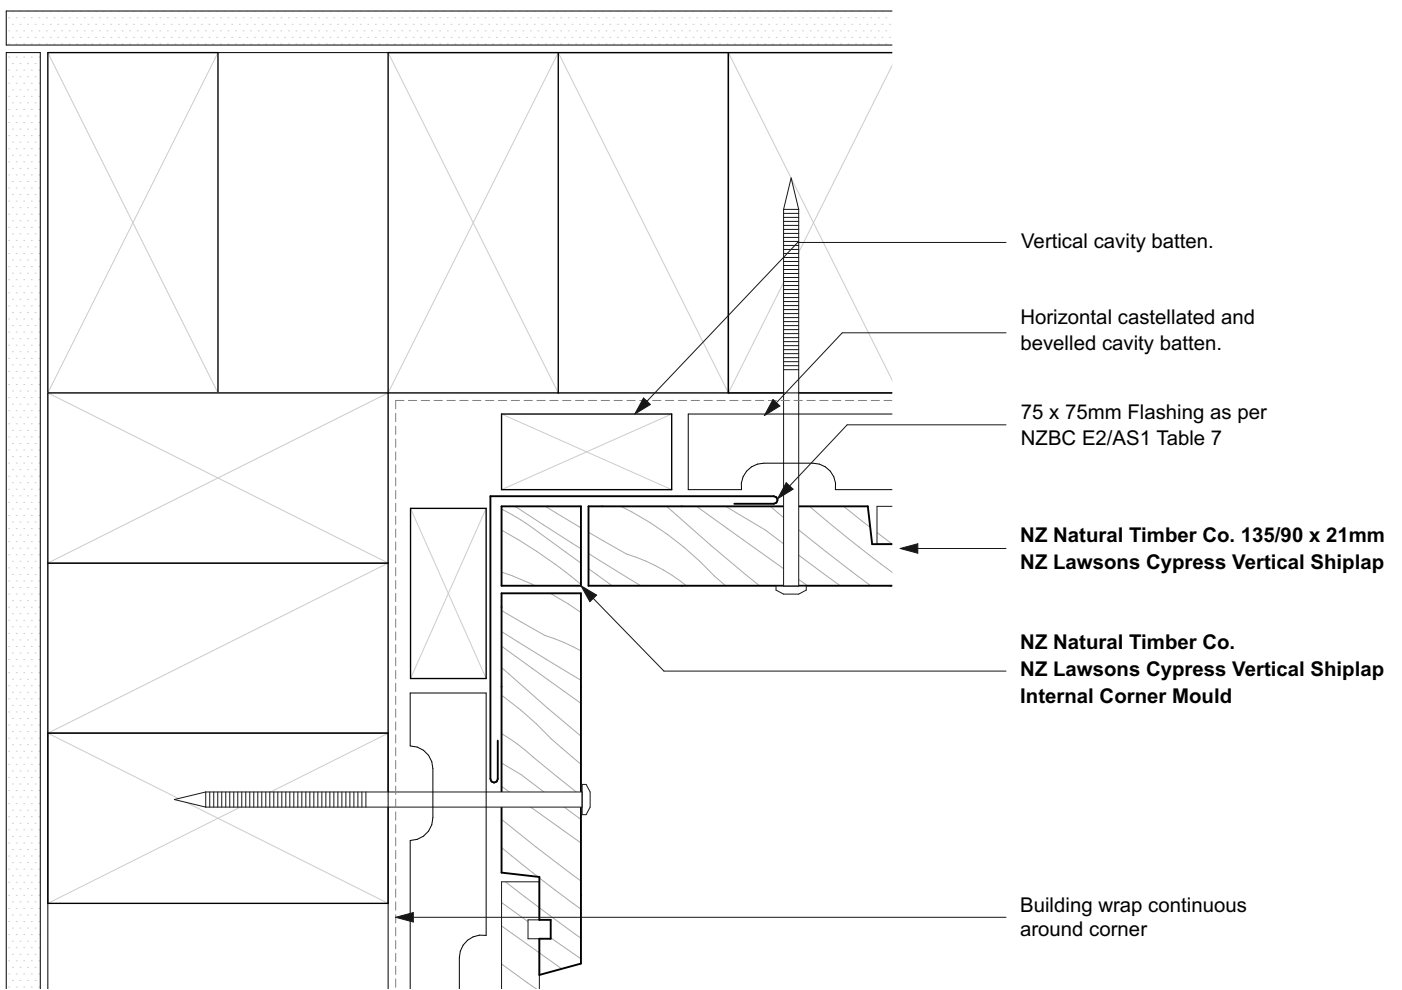 Vertical cavity batten.
Horizontal castellated and
bevelled cavity batten.
75 x 75mm Flashing as per
NZBC E2/AS1 Table 7
NZ Natural Timber Co. 135/90 x 21mm
NZ Lawsons Cypress Vertical Shiplap
NZ Natural Timber Co.
NZ Lawsons Cypress Vertical Shiplap
Internal Corner Mould
Building wrap continuous
around corner